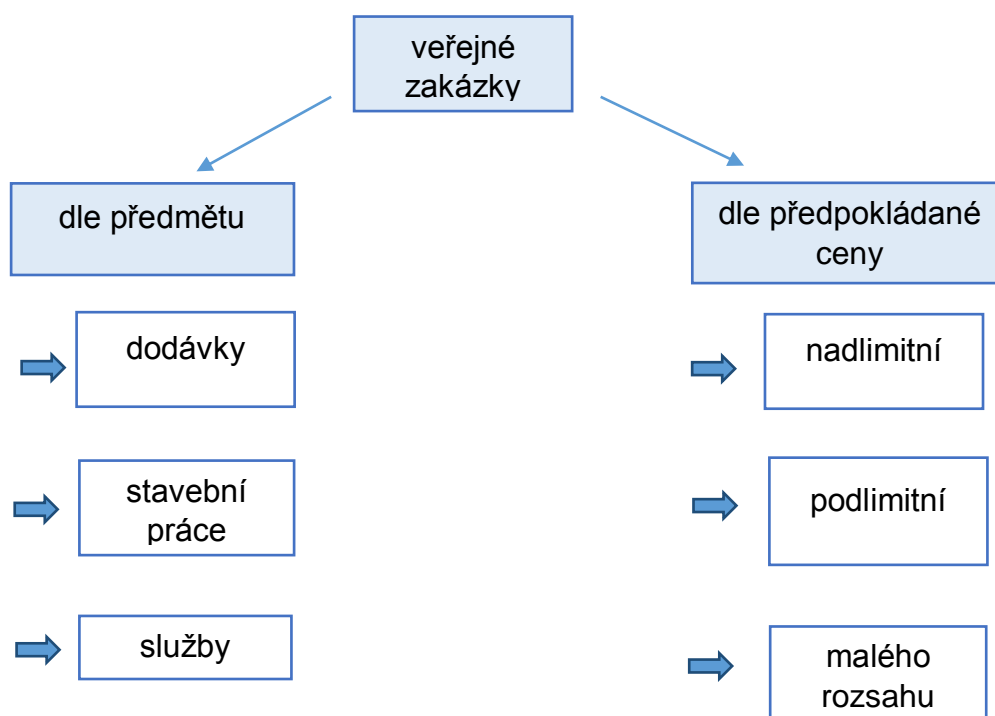 veřejné
zakázky
dle předmětu
dodávky
stavební
práce
služby
dle předpokládané
ceny
nadlimitní
podlimitní
malého
rozsahu